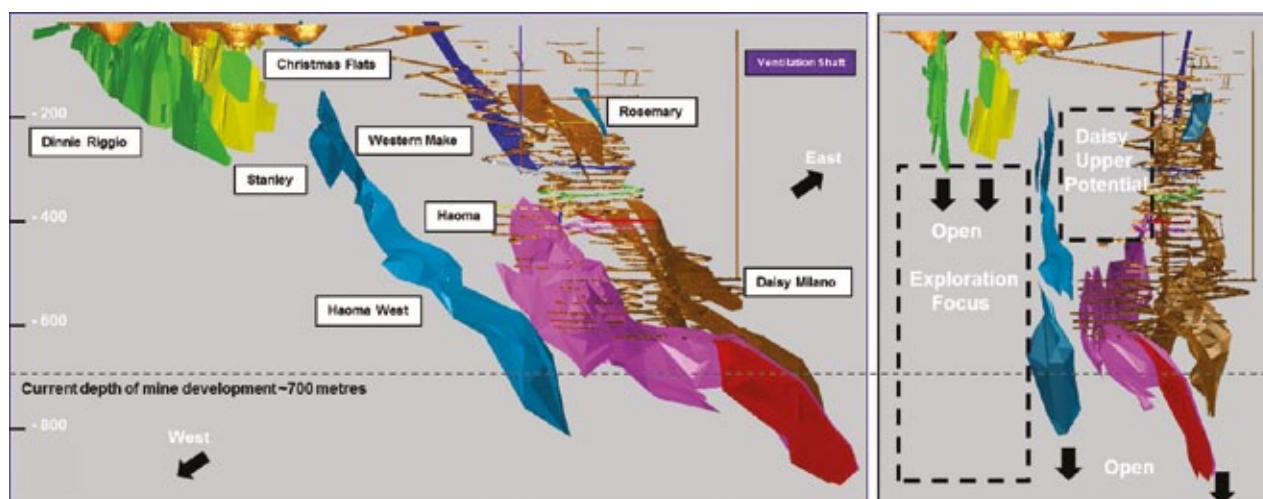 Christmas Flats
Ventilation Shaft
- 200
Rosemary
Dinnie Riggio
Western Make
Stanley
East
- 400
Haoma
Daisy Milano
Haoma West
- 600
Current depth of mine development ~700 metres
- 800
West
Daisy
Upper
Potential
Open
Exploration
Focus
Open